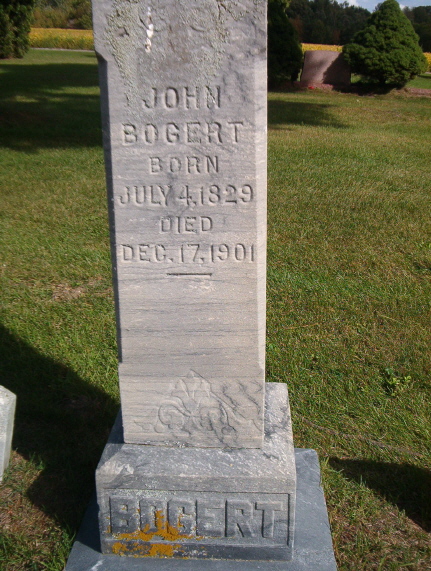 JOHN
BOGERT
BORN
JULY 4, 1829
DIED
DEC. 17, 1901
BOGERT